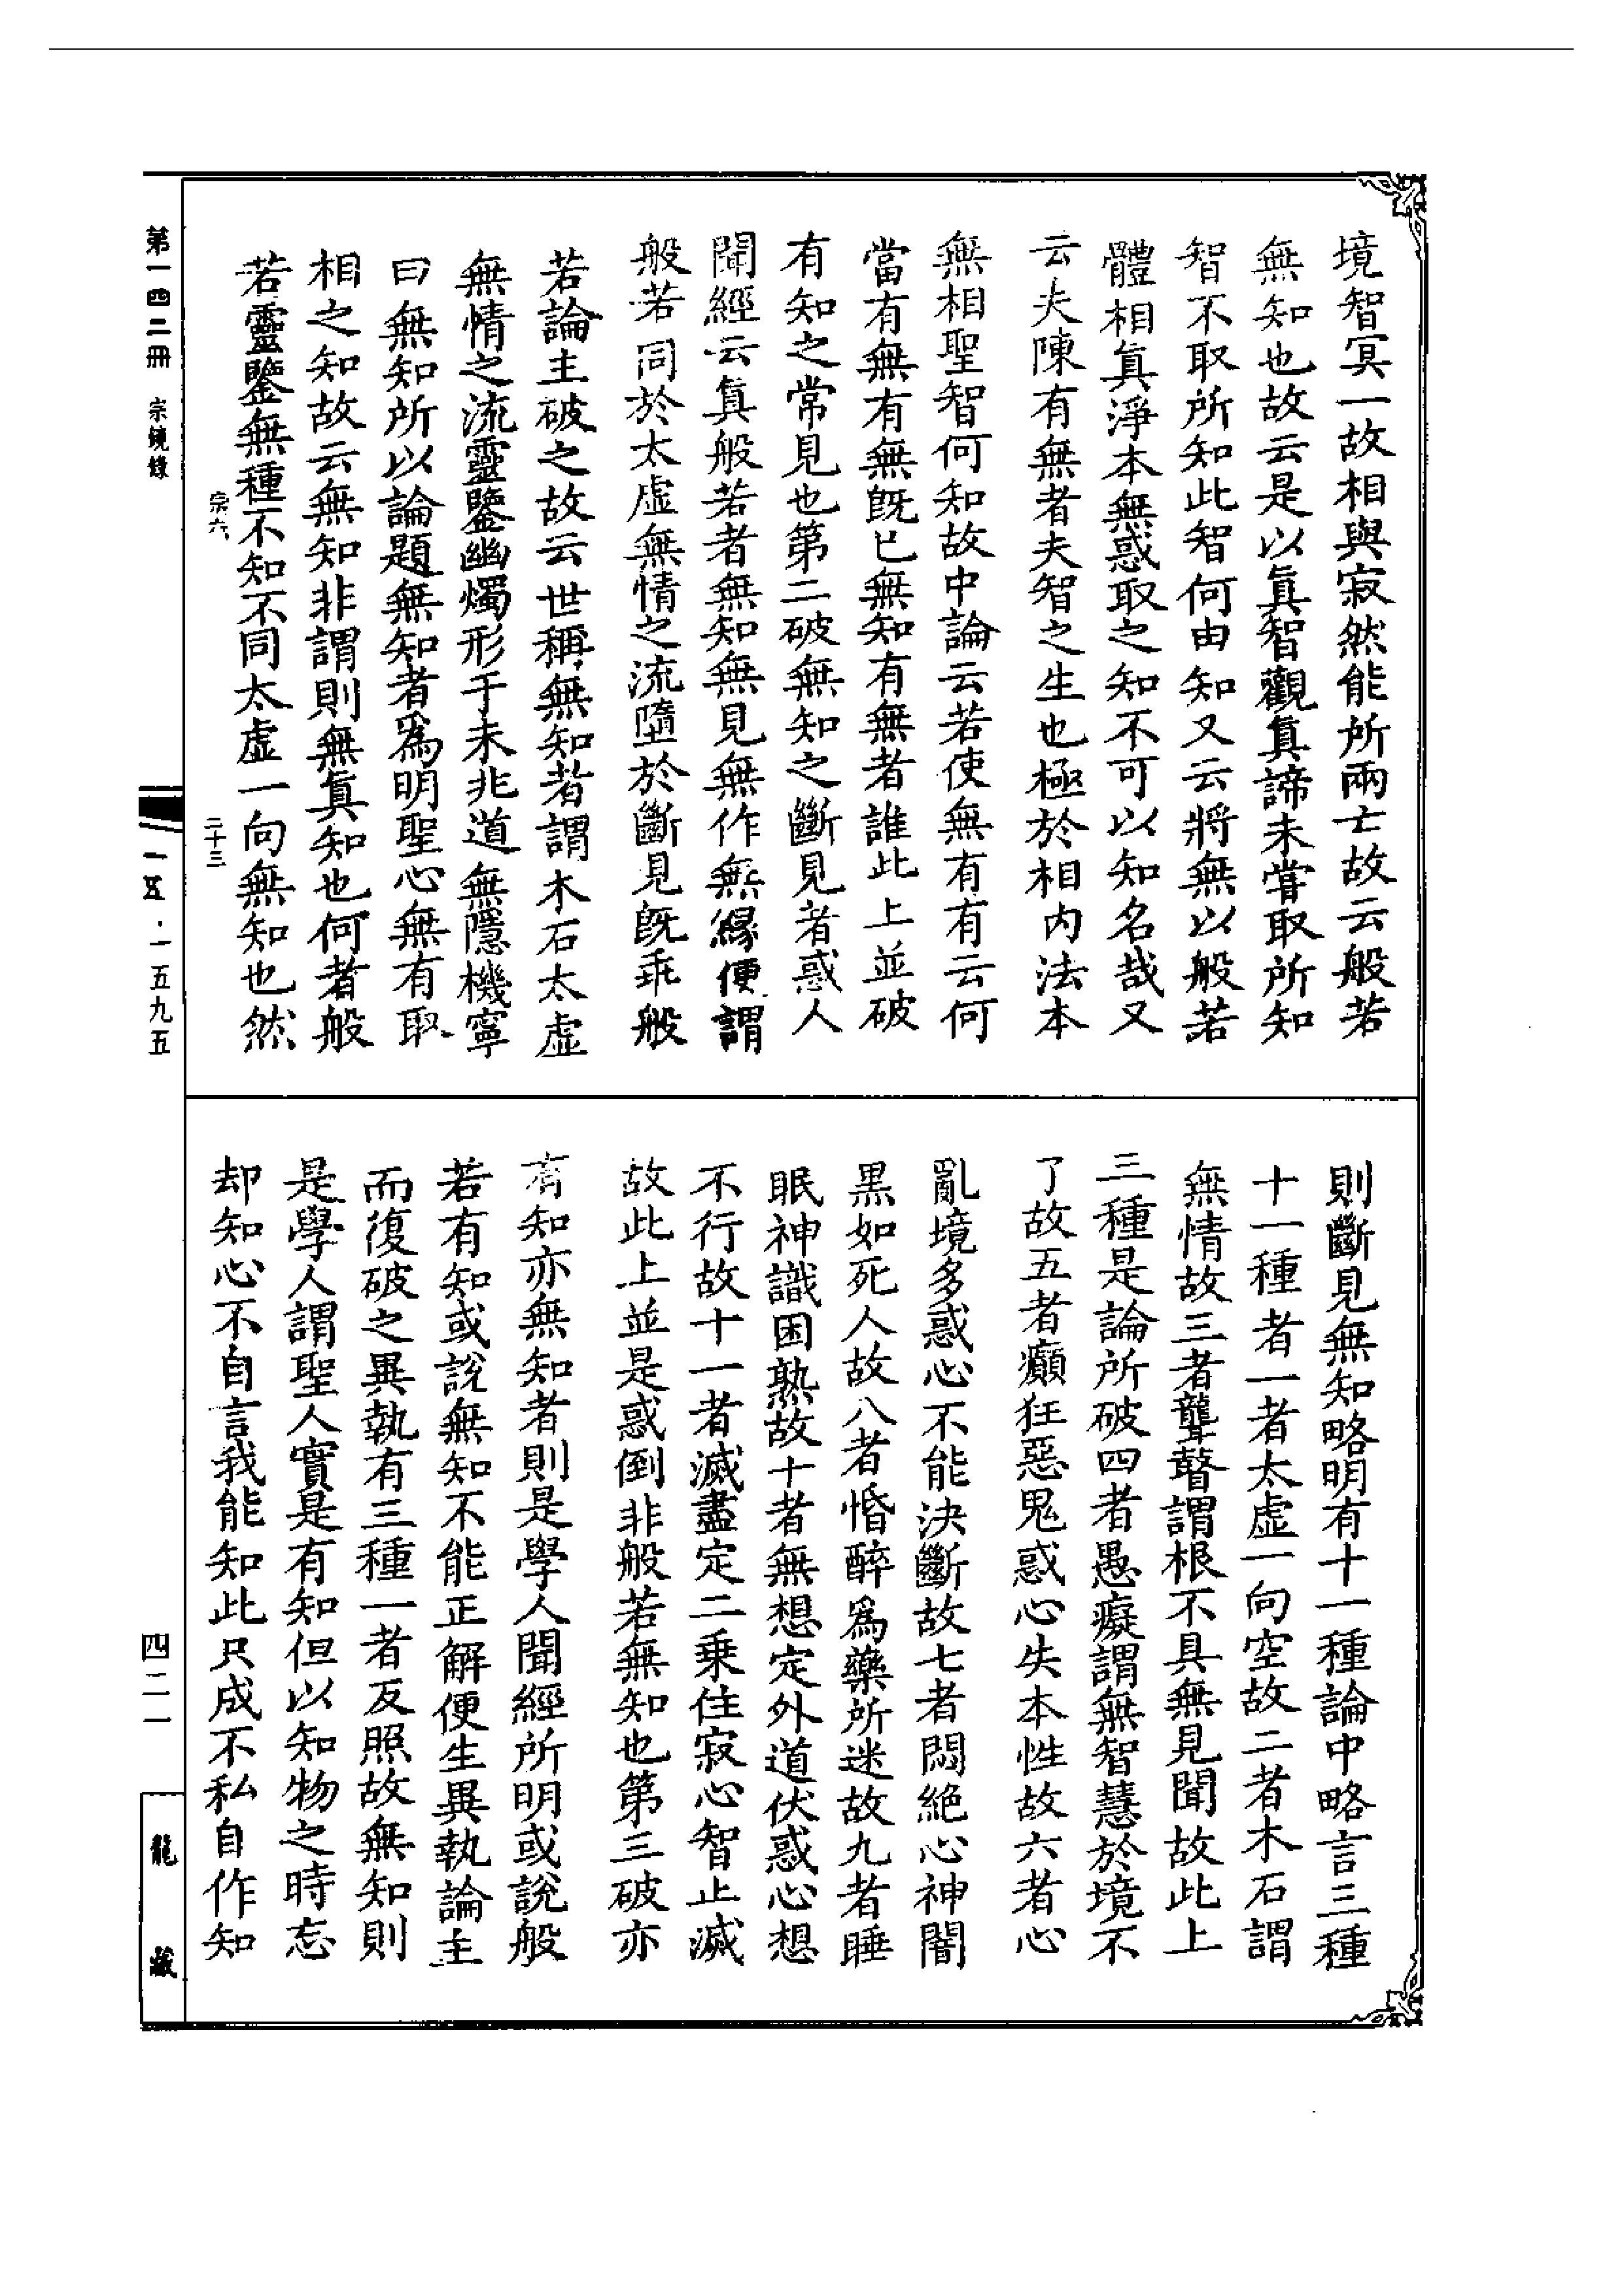 境智冥一故相與寂然能所兩亡故云般若
無知也故云是以眞智觀眞諦未嘗取所知
智不取所知此智何由知又云將無以般若
體相眞淨本無惑取之知不可以知名哉又
云夫陳有無者夫智之生也極於相内法本
無相聖智何知故中論云若使無有有云何
當有無有無旣已無知有無者誰此上並破
有知之常見也第二破無知之斷見者惑人
聞經云眞般若者無知無見無作無緣便謂
般若同於太虛無情之流墮於斷見旣乖般
若論主破之故云世稱無知者謂木石太虛
無情之流靈鑒幽燭形于未兆道無隱機寧
曰無知所以論題無知者爲明聖心無有取
相之知故云無知非謂則無眞知也何者般
若靈鑒無種不知不同太虛一向無知也然
則斷見無知略明有十一種論中略言三種
十一種者一者太虛一向空故二者木石謂
無情故三者聾瞽謂根不具無見聞故此上
三種是論所破四者愚癡謂無智慧於境不
了故五者癲狂惡鬼惑心失本性故六者心
亂境多惑心不能決斷故七者悶絕心神闇
黑如死人故八者惛醉爲藥所迷故九者睡
眠神識困熟故十者無想定外道伏惑心想
不行故十一者滅盡定二乗住寂心智止滅
故此上並是惑倒非般若無知也第三破亦
有知亦無知者則是學人聞經所明或說般
若有知或說無知不能正解便生異執論主
而復破之異執有三種一者反照故無知則
是學人謂聖人實是有知但以知物之時忘
却知心不自言我能知此只成不私自作知
宗六
二十三
第一四二冊 宗鏡錄
一五·一五九五
四二一
龍藏